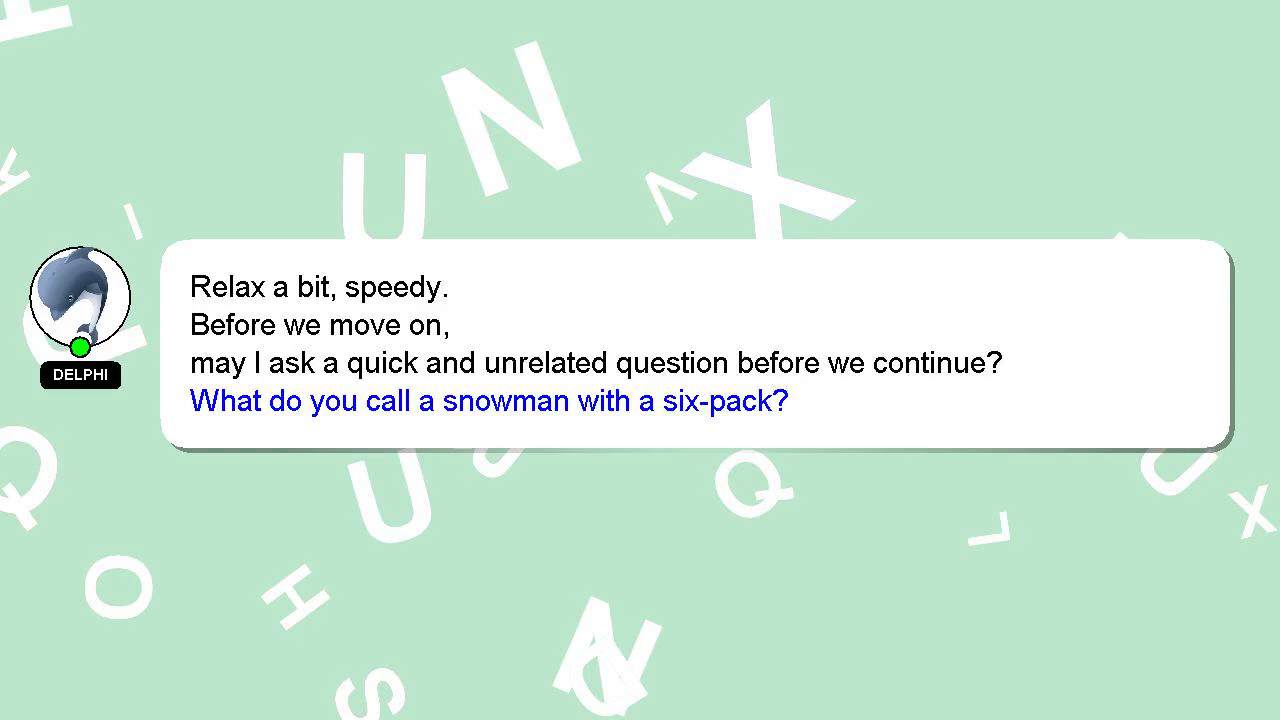 Relax a bit, speedy.
Before we move on,
may I ask a quick and unrelated question before we continue?
What do you call a snowman with a six-pack?
DELPHI